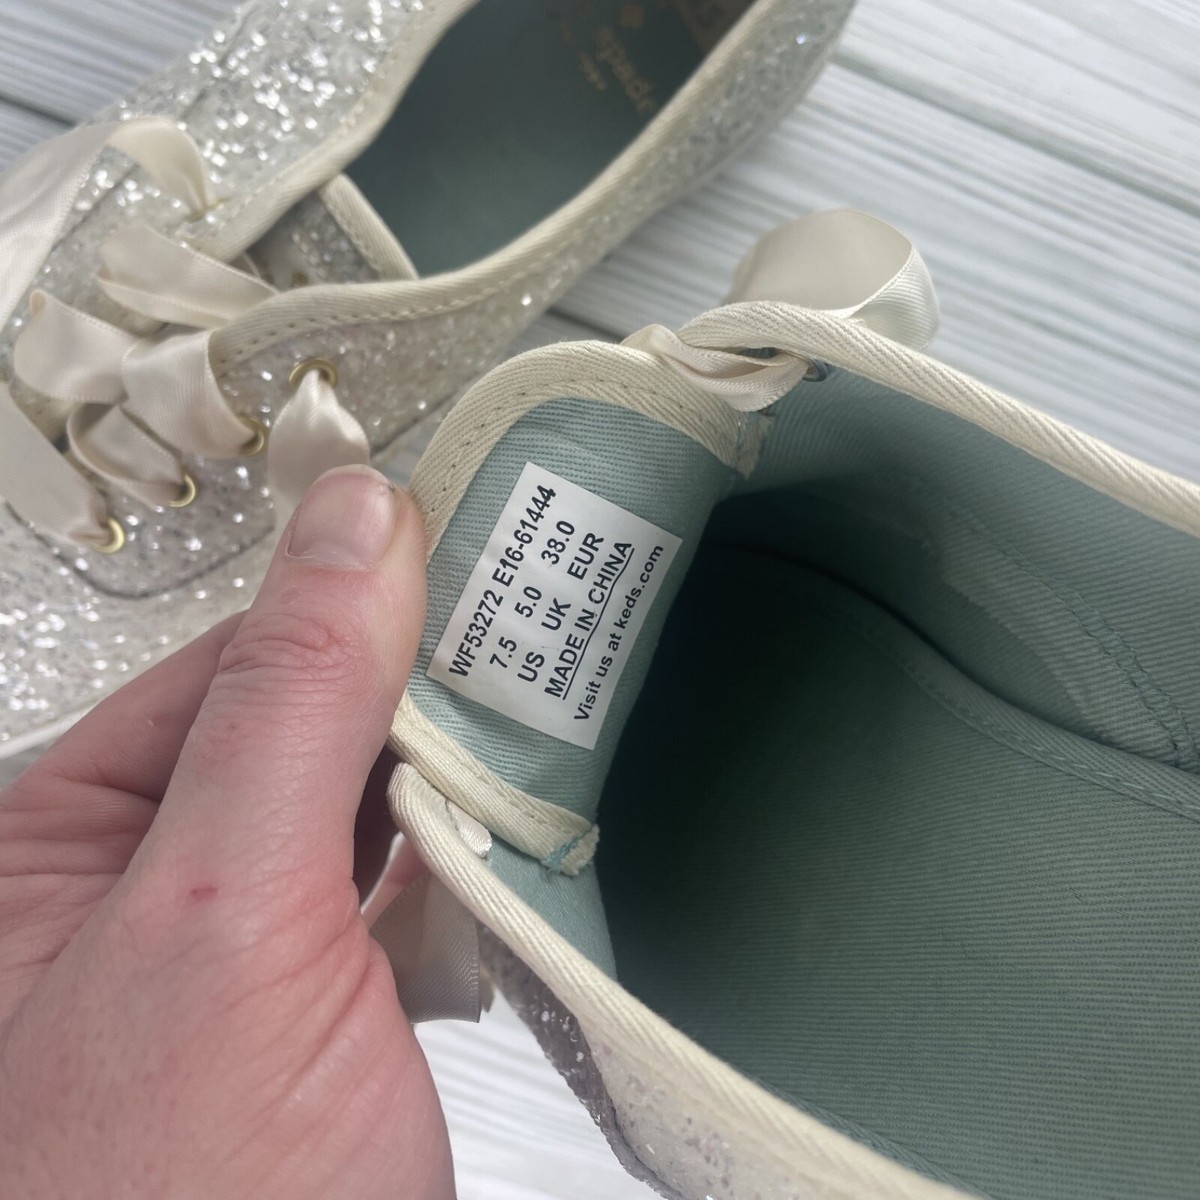 WF53272 E16-61444
7.5 5.0 38.0
US UK EUR
MADE IN CHINA
Visit us at keds.com